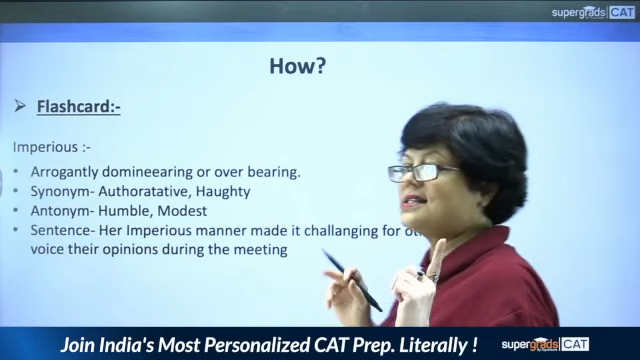 supergrads CAT
How?
➤ Flashcard:-
Imperious :-
• Arrogantly domineearing or over bearing.
• Synonym- Authoratative, Haughty
• Antonym- Humble, Modest
• Sentence- Her Imperious manner made it challanging for
voice their opinions during the meeting
Join India's Most Personalized CAT Prep. Literally !
supergrads CAT